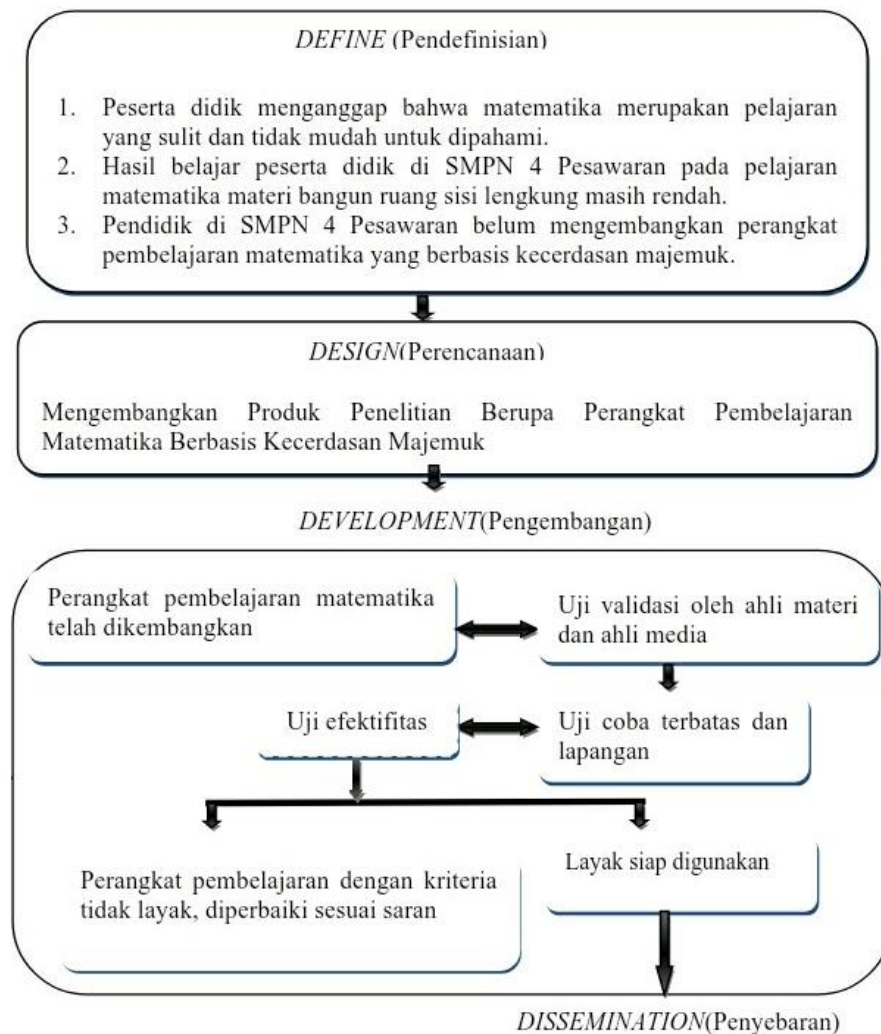 DEFINE (Pendefinisian)
1. Peserta didik menganggap bahwa matematika merupakan pelajaran
yang sulit dan tidak mudah untuk dipahami.
2. Hasil belajar peserta didik di SMPN 4 Pesawaran pada pelajaran
matematika materi bangun ruang sisi lengkung masih rendah.
3. Pendidik di SMPN 4 Pesawaran belum mengembangkan perangkat
pembelajaran matematika yang berbasis kecerdasan majemuk.
DESIGN(Perencanaan)
Mengembangkan Produk Penelitian Berupa Perangkat Pembelajaran
Matematika Berbasis Kecerdasan Majemuk
DEVELOPMENT(Pengembangan)
Perangkat pembelajaran matematika
telah dikembangkan
Uji validasi oleh ahli materi
dan ahli media
Uji efektifitas
Uji coba terbatas dan
lapangan
Perangkat pembelajaran dengan kriteria
tidak layak, diperbaiki sesuai saran
Layak siap digunakan
DISSEMINATION(Penyebaran)